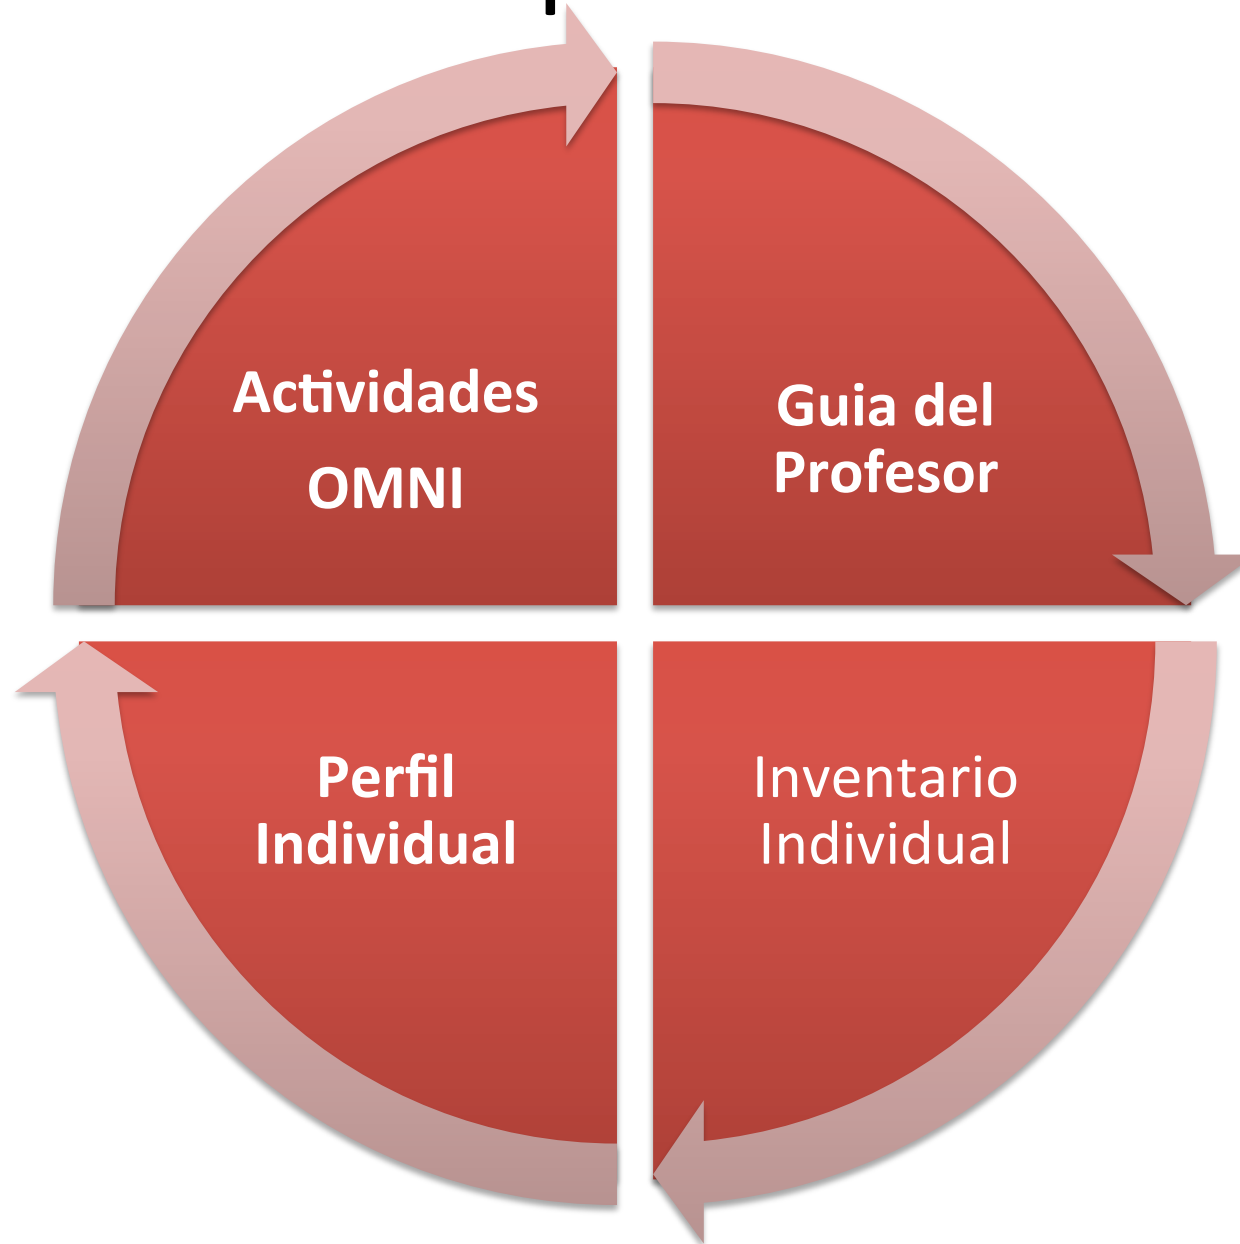 Actividades
OMNI
Guia del
Profesor
Perfil
Individual
Inventario
Individual